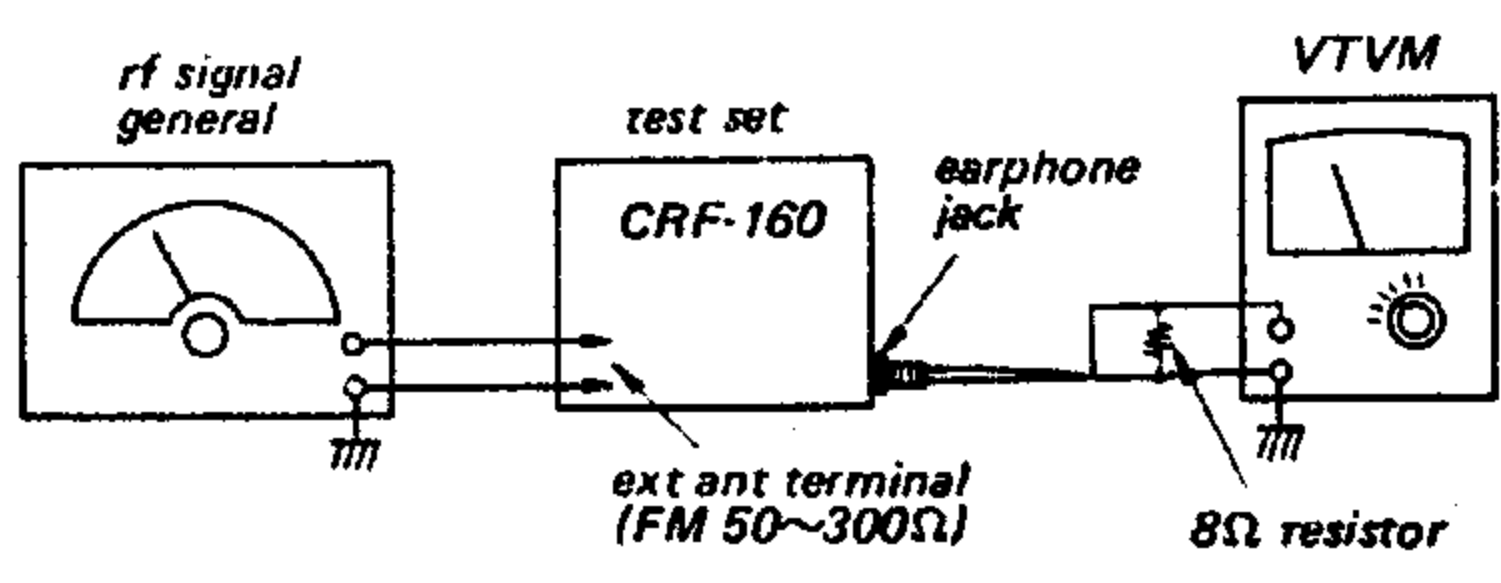 rf signal
general
test set
CRF-160
earphone
jack
VTVM
ext ant terminal
(FM 50~300Ω)
8Ω resistor